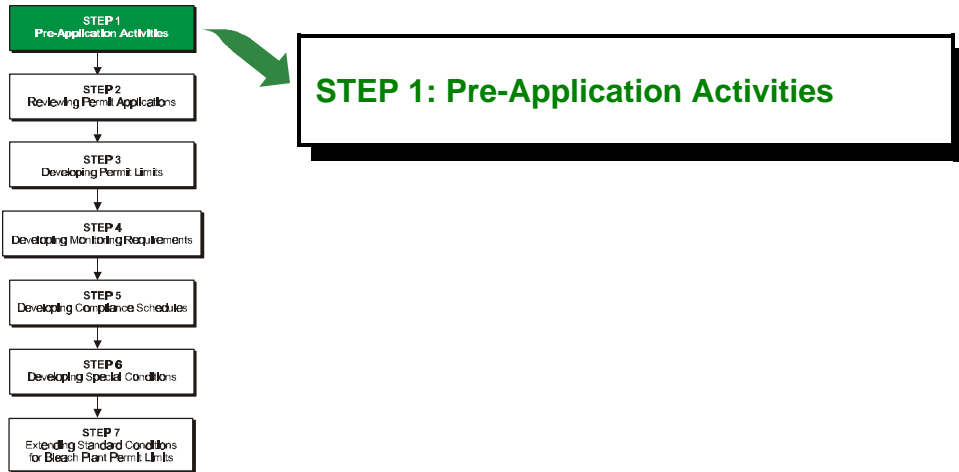 STEP 1
Pre-Application Activities
STEP 1: Pre-Application Activities
STEP 2
Reviewing Permit Applications
STEP 3
Developing Permit Limits
STEP 4
Developing Monitoring Requirements
STEP 5
Developing Compliance Schedules
STEP 6
Developing Special Conditions
STEP 7
Extending Standard Conditions
for Bleach Plant Permit Limits